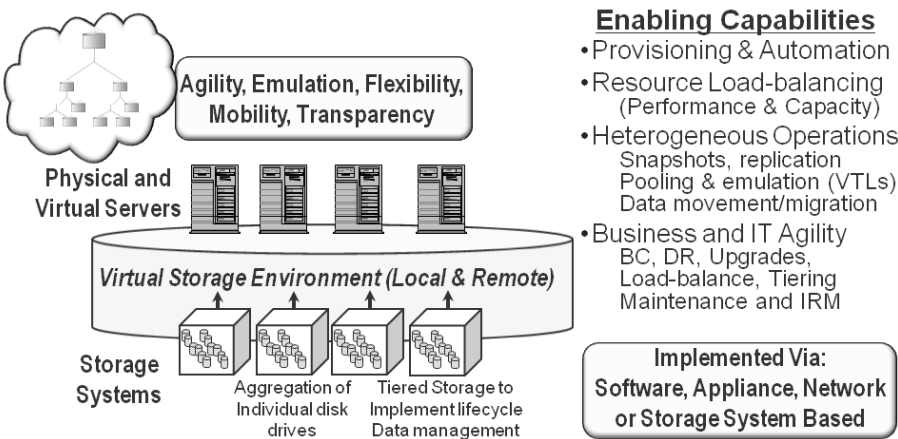 Agility, Emulation, Flexibility,
Mobility, Transparency
Physical and
Virtual Servers
Virtual Storage Environment (Local & Remote)
Storage
Systems
Aggregation of
Individual disk
drives
Tiered Storage to
Implement lifecycle
Data management
Enabling Capabilities
•Provisioning & Automation
•Resource Load-balancing
(Performance & Capacity)
•Heterogeneous Operations
Snapshots, replication
Pooling & emulation (VTLs)
Data movement/migration
•Business and IT Agility
BC, DR, Upgrades,
Load-balance, Tiering
Maintenance and IRM
Implemented Via:
Software, Appliance, Network
or Storage System Based